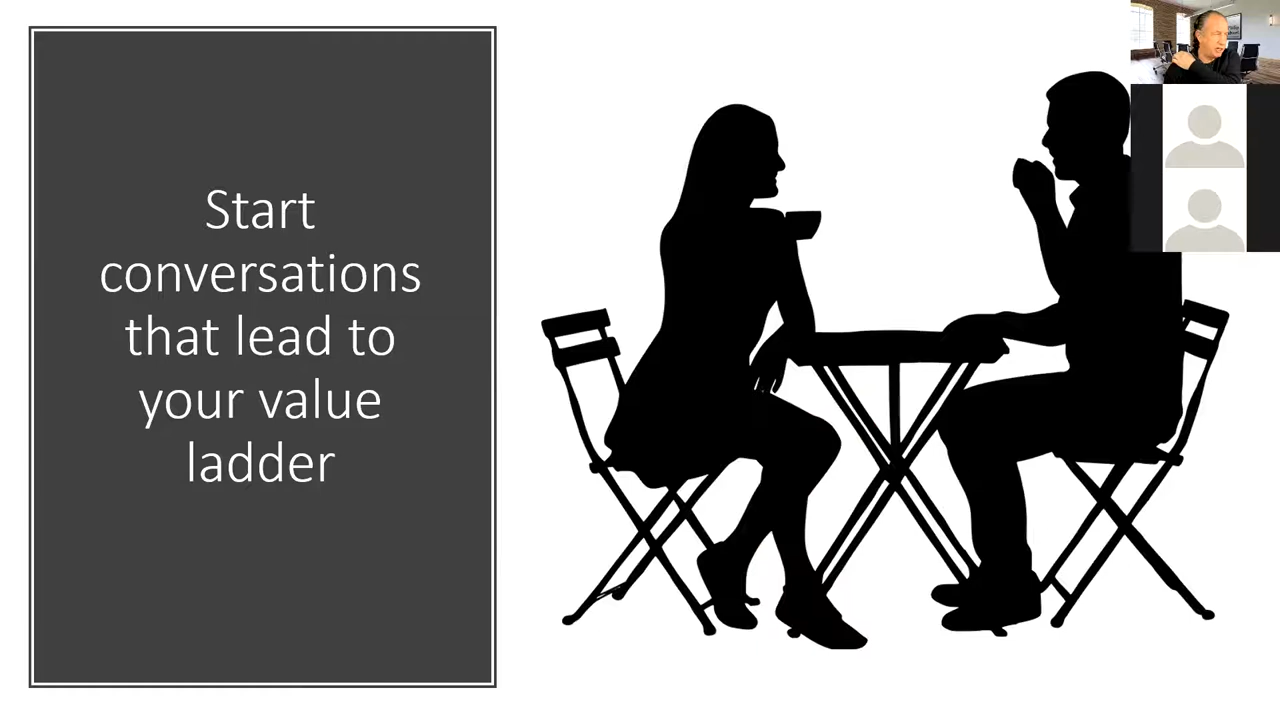 Start
conversations
that lead to
your value
ladder